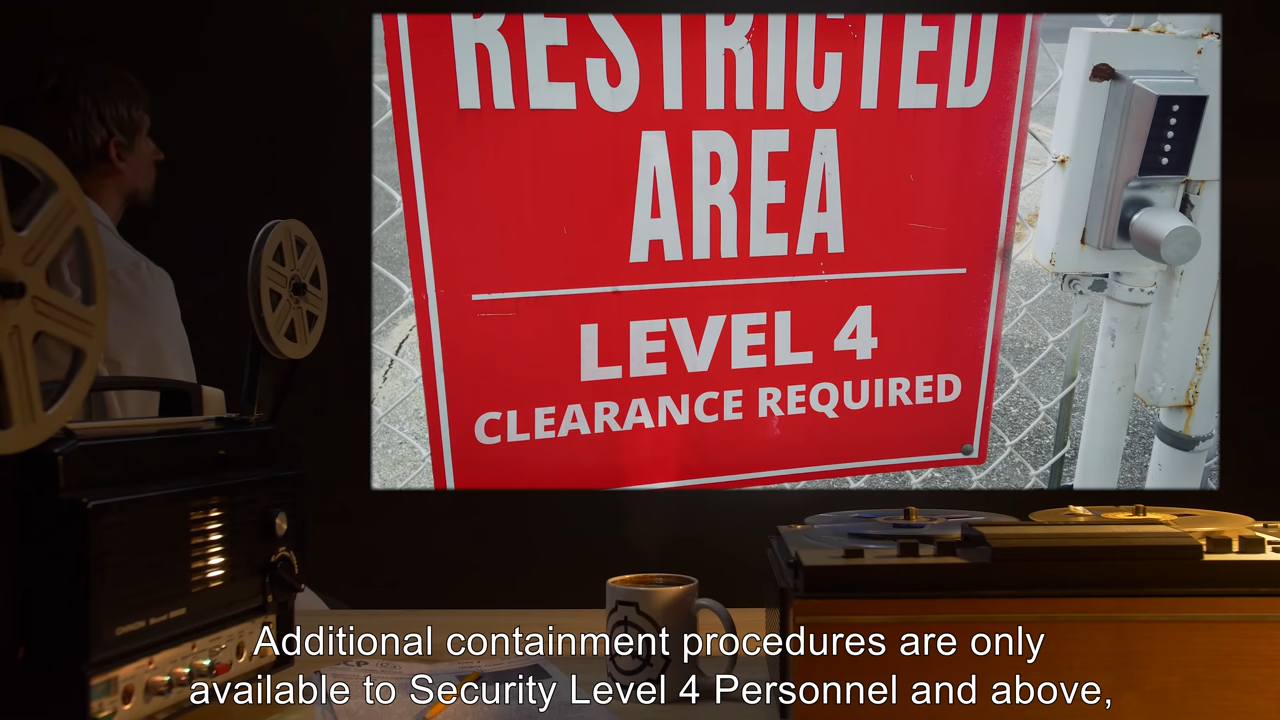 RESTRICTED
AREA
LEVEL 4
CLEARANCE REQUIRED
Additional containment procedures are only
available to Security Level 4 Personnel and above,